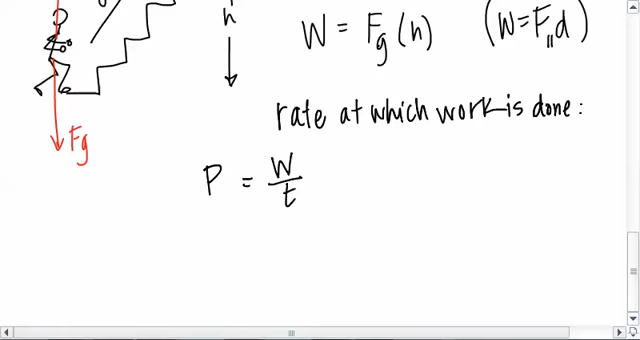 h
W = Fg (h) (W = F∥d)
rate at which work is done:
Fg
P = W/t